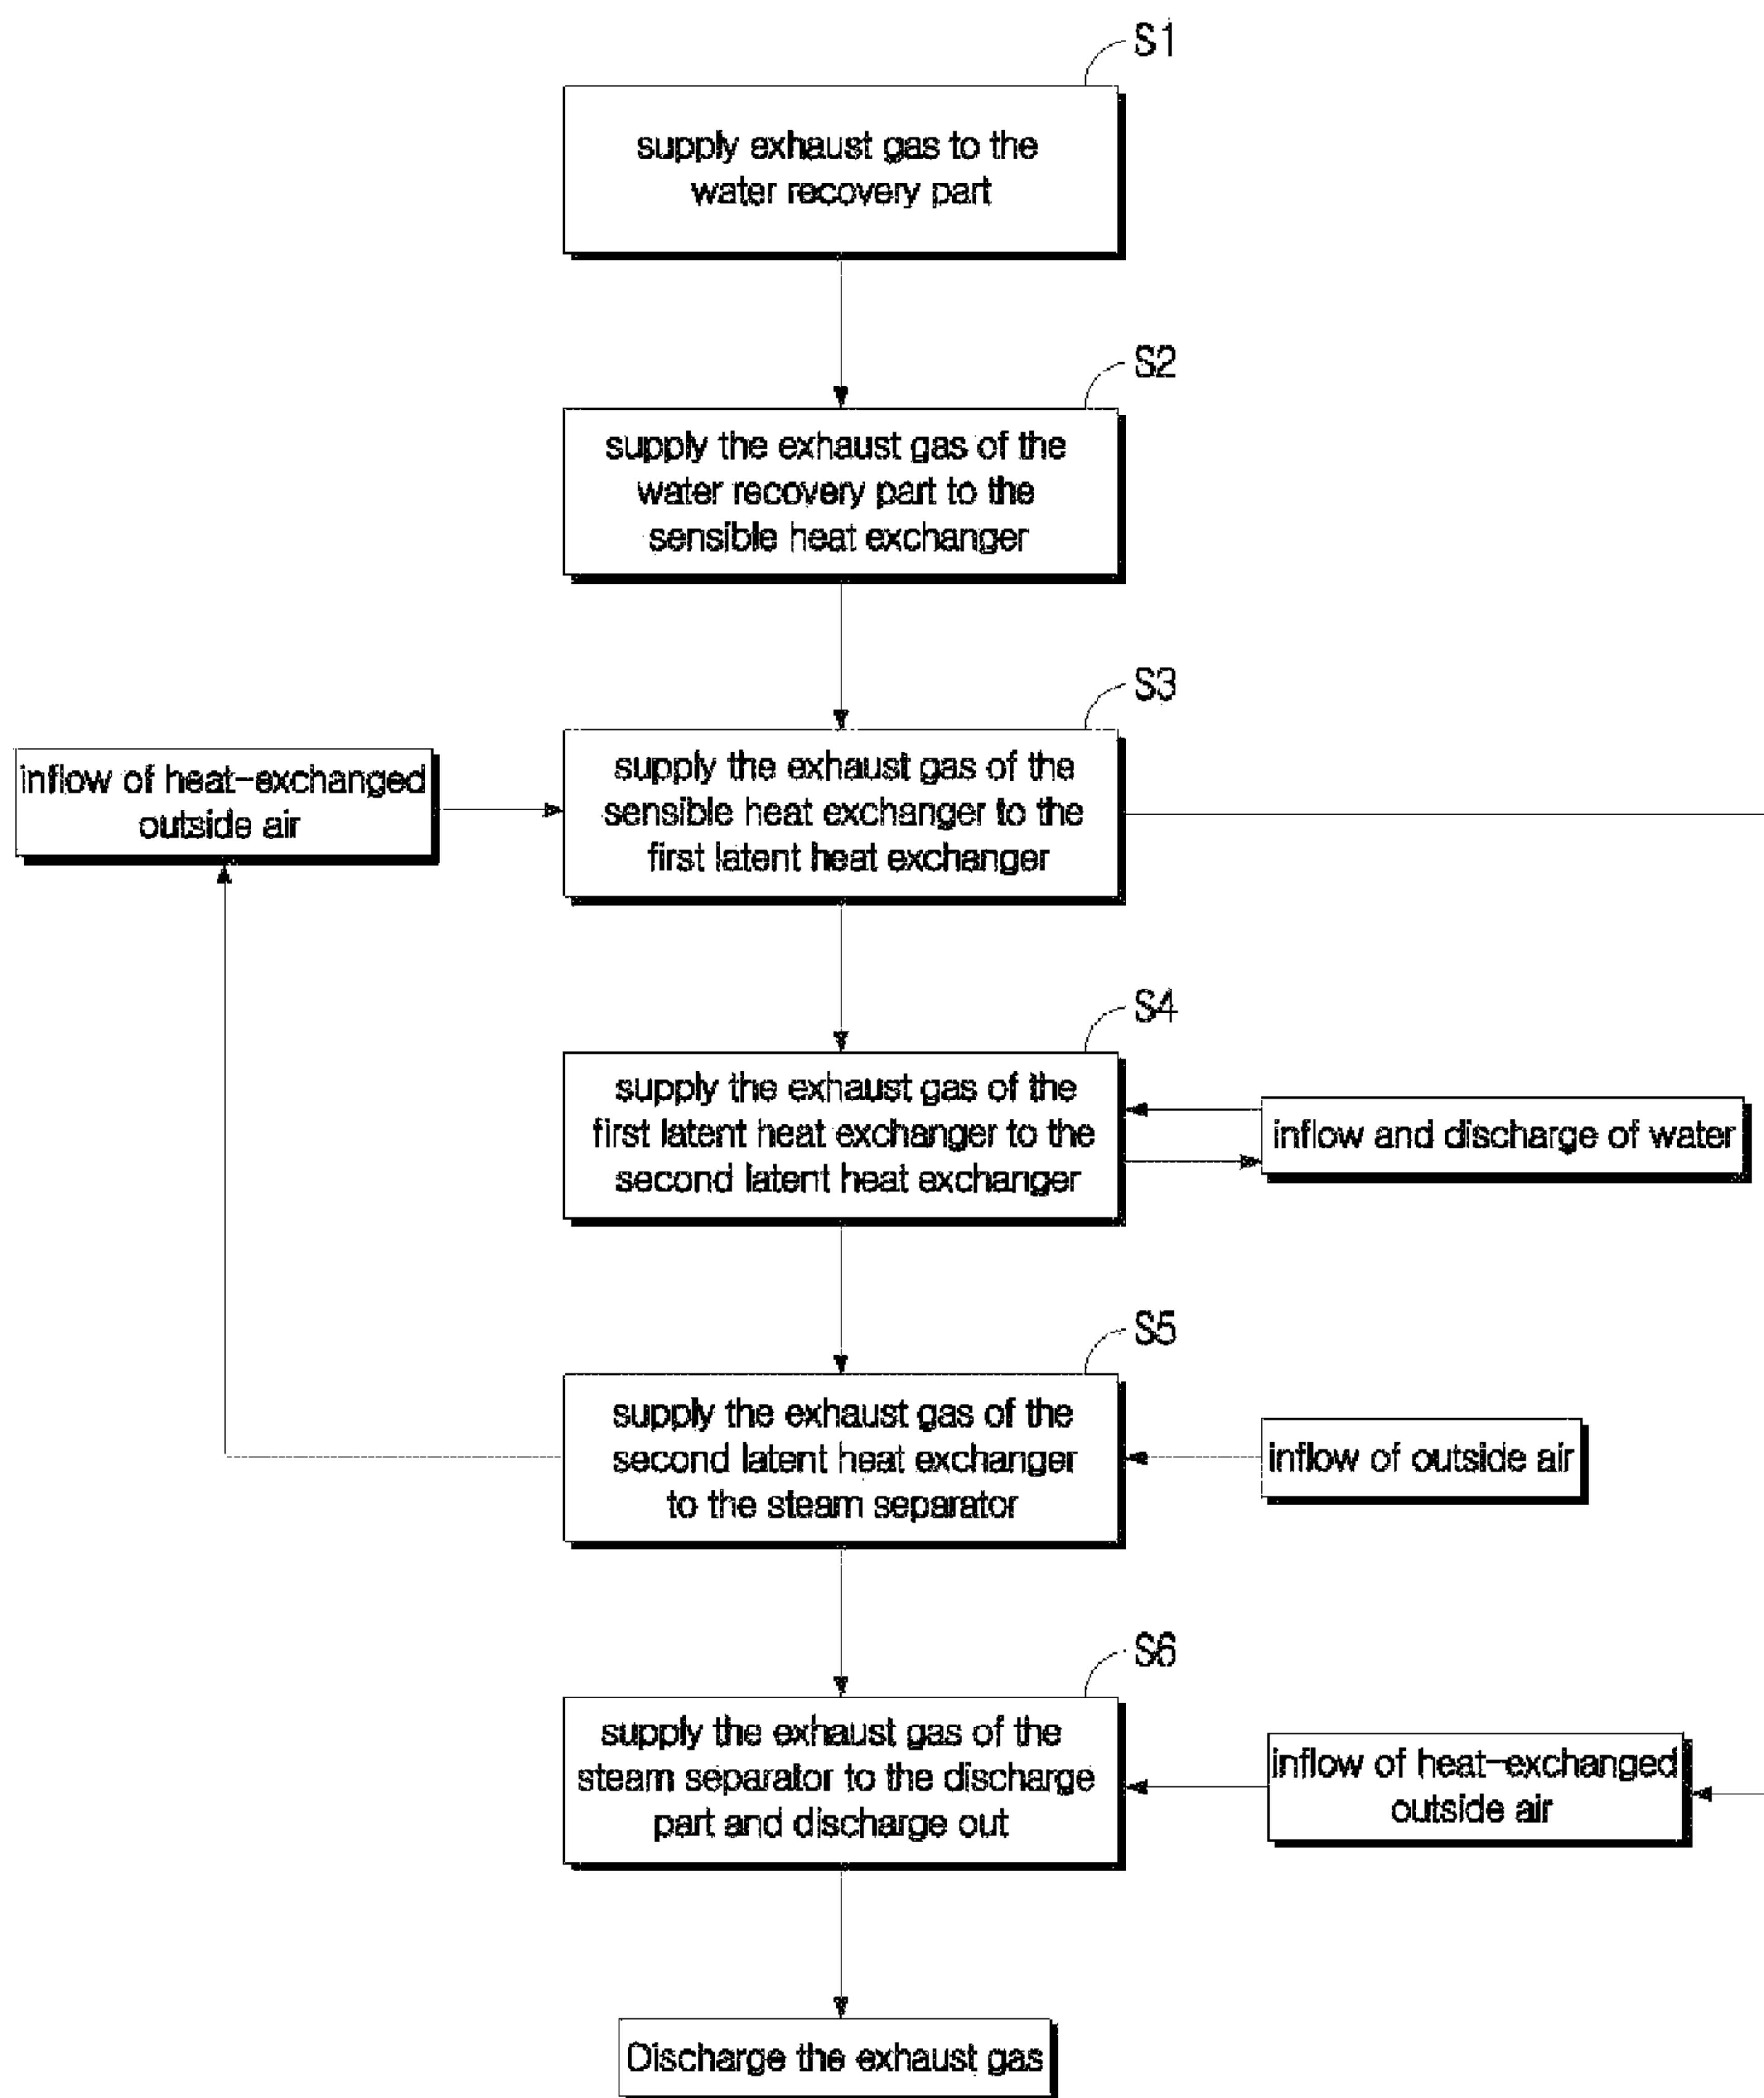 S1
supply exhaust gas to the
water recovery part
S2
supply the exhaust gas of the
water recovery part to the
sensible heat exchanger
S3
inflow of heat-exchanged
outside air
supply the exhaust gas of the
sensible heat exchanger to the
first latent heat exchanger
S4
supply the exhaust gas of the
first latent heat exchanger to the
second latent heat exchanger
inflow and discharge of water
S5
supply the exhaust gas of the
second latent heat exchanger
to the steam separator
inflow of outside air
S6
supply the exhaust gas of the
steam separator to the discharge
part and discharge out
inflow of heat-exchanged
outside air
Discharge the exhaust gas